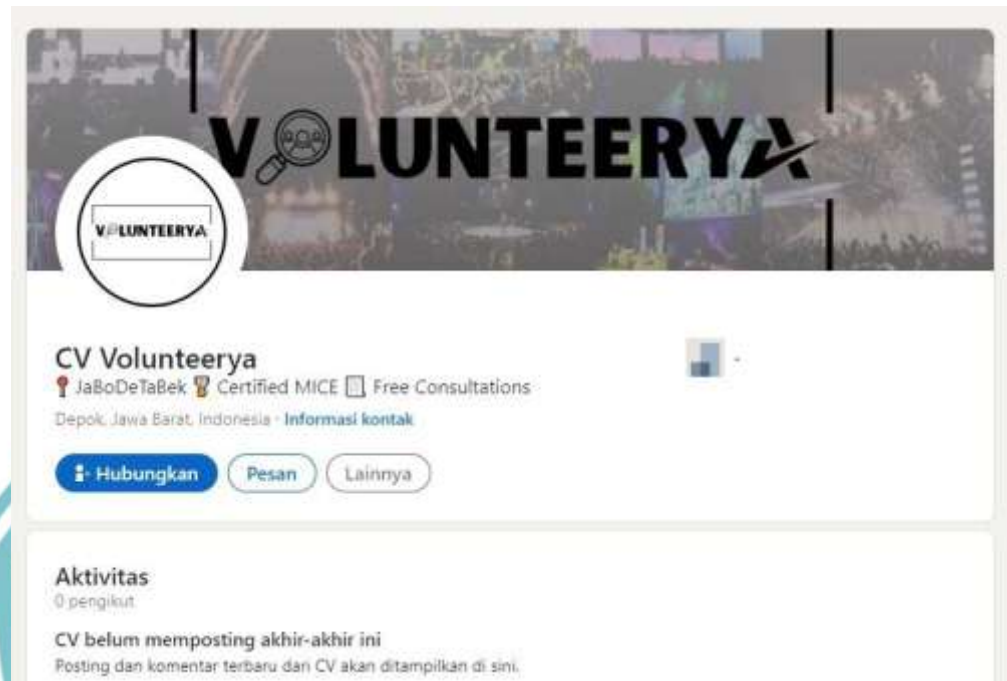 VOLUNTEERYA
VOLUNTEERYA
CV Volunteerya
JaBoDeTaBek Certified MICE Free Consultations
Depok, Jawa Barat, Indonesia · Informasi kontak
Hubungkan
Pesan
Lainnya
Aktivitas
0 pengikut
CV belum memposting akhir-akhir ini
Posting dan komentar terbaru dari CV akan ditampilkan di sini.